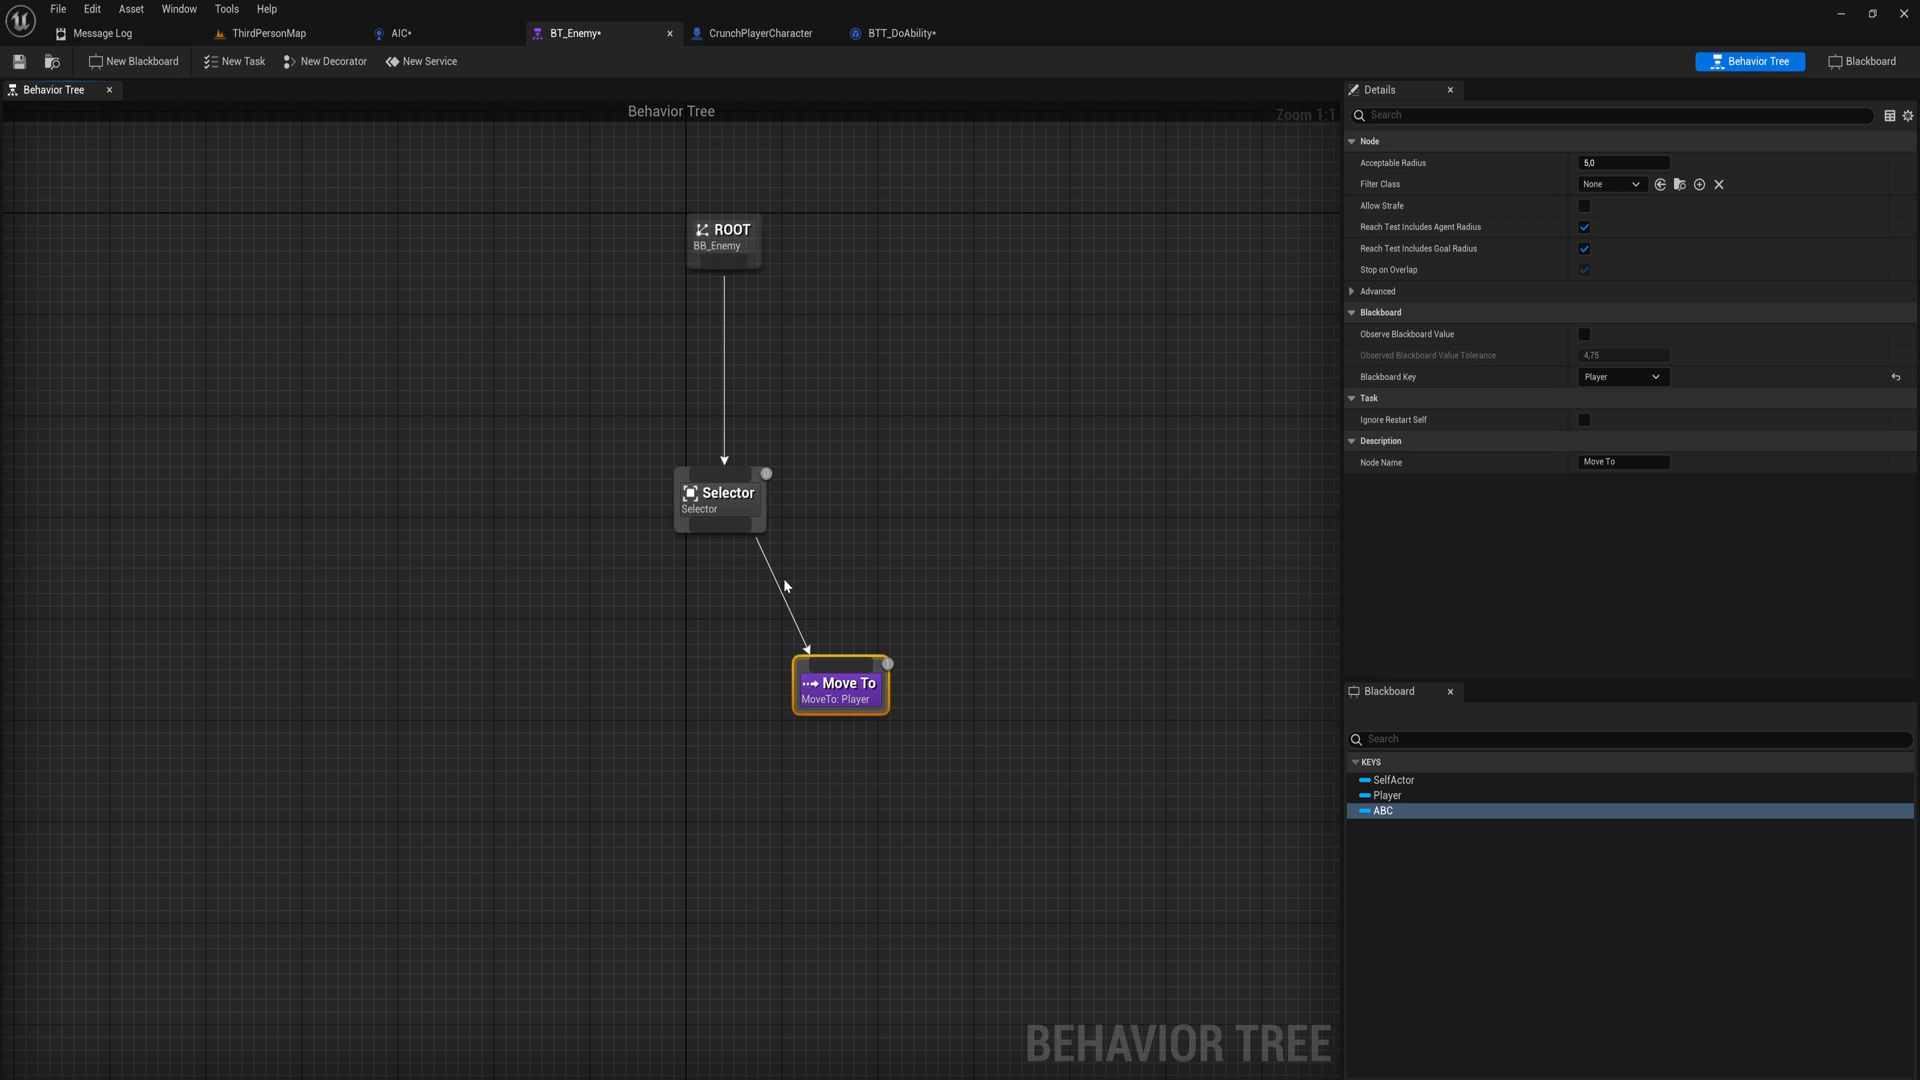 File Edit Asset Window Tools Help
Message Log ThirdPersonMap AIC* BT_Enemy* CrunchPlayerCharacter BTT_DoAbility*
New Blackboard New Task New Decorator New Service Behavior Tree Blackboard
Behavior Tree
Behavior Tree
Zoom 1:1
ROOT
BB_Enemy
0
Selector
Selector
1
Move To
MoveTo: Player
BEHAVIOR TREE
Details
Search
Node
Acceptable Radius 5,0
Filter Class None
Allow Strafe
Reach Test Includes Agent Radius
Reach Test Includes Goal Radius
Stop on Overlap
Advanced
Blackboard
Observe Blackboard Value
Observed Blackboard Value Tolerance 4,75
Blackboard Key Player
Task
Ignore Restart Self
Description
Node Name Move To
Blackboard
Search
KEYS
SelfActor
Player
ABC